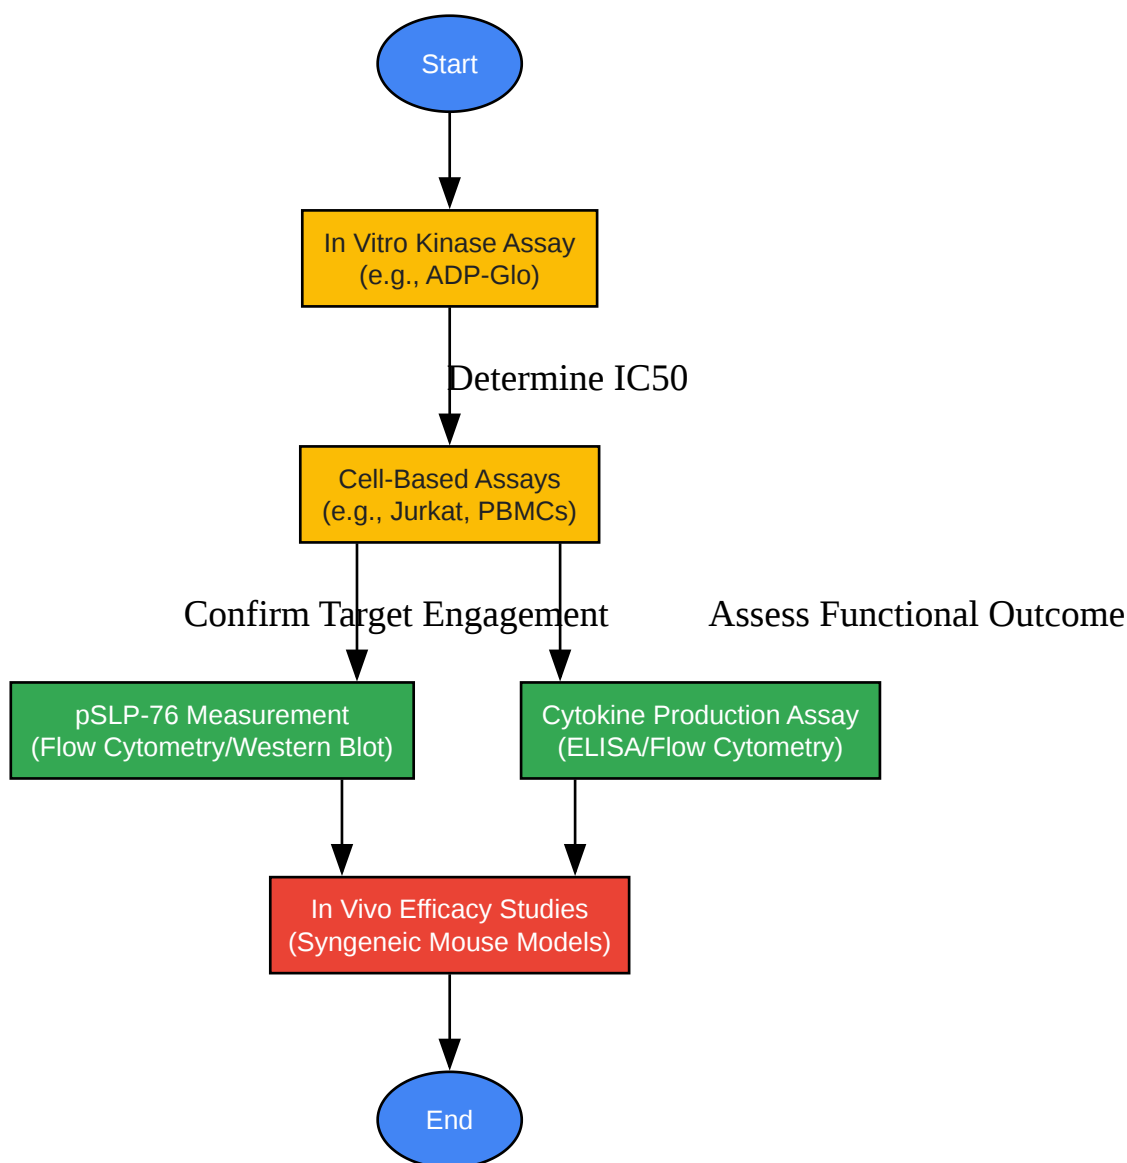 Start
In Vitro Kinase Assay
(e.g., ADP-Glo)
Determine IC50
Cell-Based Assays
(e.g., Jurkat, PBMCs)
Confirm Target Engagement
Assess Functional Outcome
pSLP-76 Measurement
(Flow Cytometry/Western Blot)
Cytokine Production Assay
(ELISA/Flow Cytometry)
In Vivo Efficacy Studies
(Syngeneic Mouse Models)
End